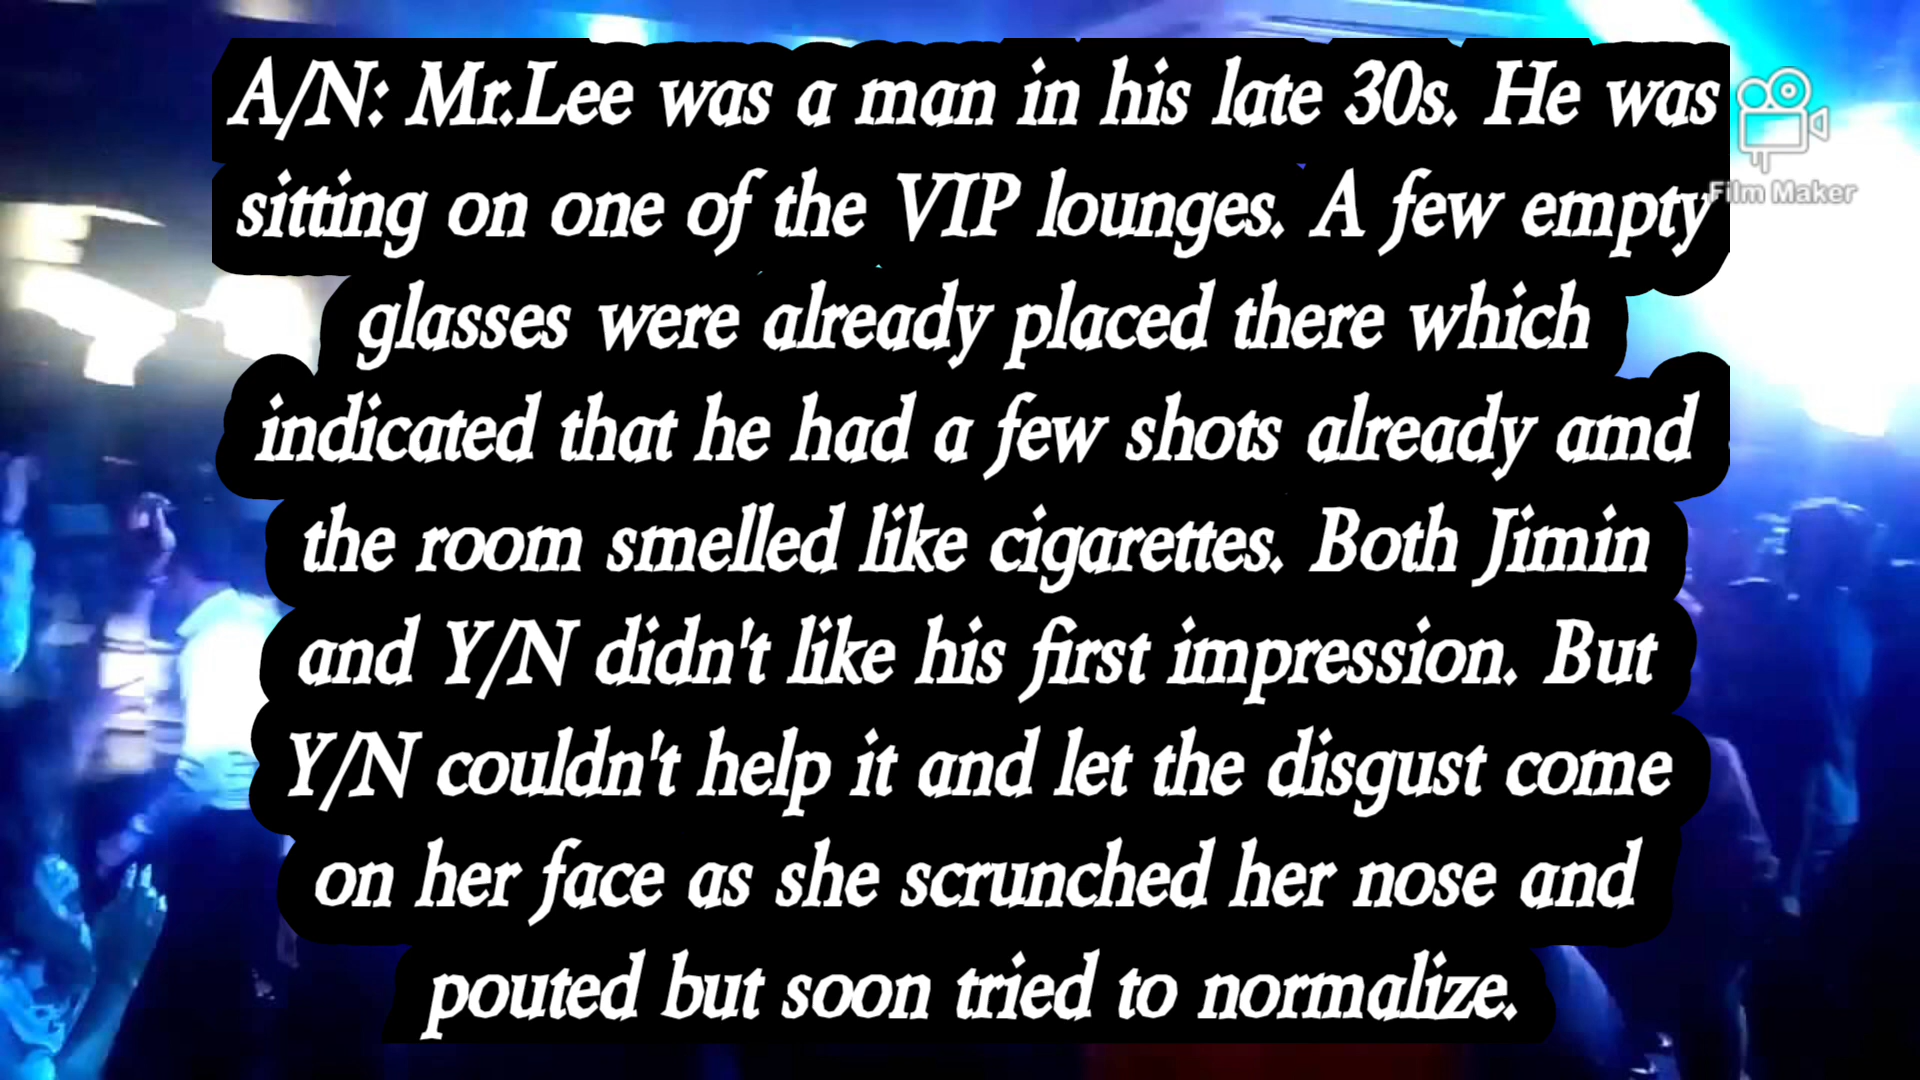 A/N: Mr.Lee was a man in his late 30s. He was
sitting on one of the VIP lounges. A few empty
glasses were already placed there which
indicated that he had a few shots already amd
the room smelled like cigarettes. Both Jimin
and Y/N didn't like his first impression. But
Y/N couldn't help it and let the disgust come
on her face as she scrunched her nose and
pouted but soon tried to normalize.
Film Maker